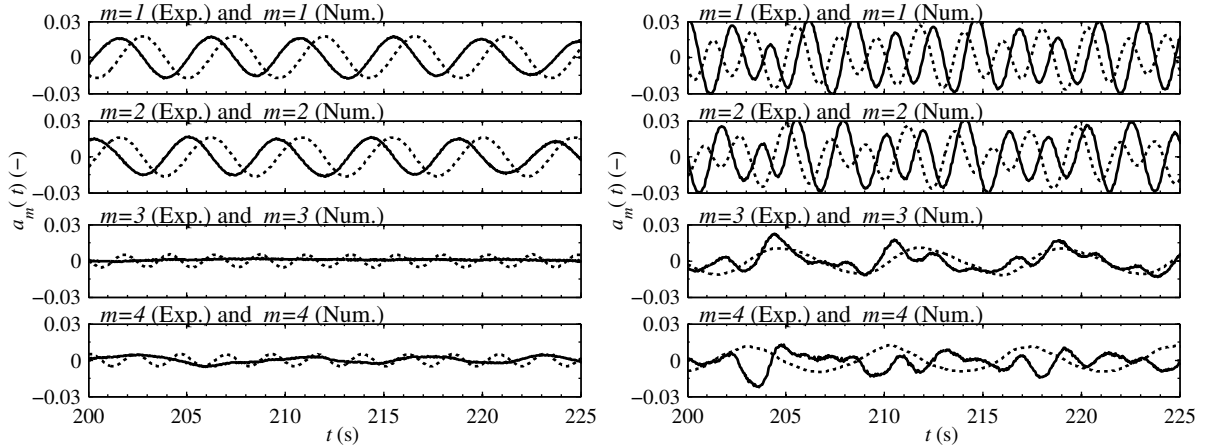 m=1 (Exp.) and m=1 (Num.)
0.03
0
−0.03
m=2 (Exp.) and m=2 (Num.)
0.03
0
−0.03
m=3 (Exp.) and m=3 (Num.)
0.03
0
−0.03
m=4 (Exp.) and m=4 (Num.)
0.03
0
−0.03
200 205 210 215 220 225
t (s)
a_m( t) (−)
m=1 (Exp.) and m=1 (Num.)
0.03
0
−0.03
m=2 (Exp.) and m=2 (Num.)
0.03
0
−0.03
m=3 (Exp.) and m=3 (Num.)
0.03
0
−0.03
m=4 (Exp.) and m=4 (Num.)
0.03
0
−0.03
200 205 210 215 220 225
t (s)
a_m( t) (−)